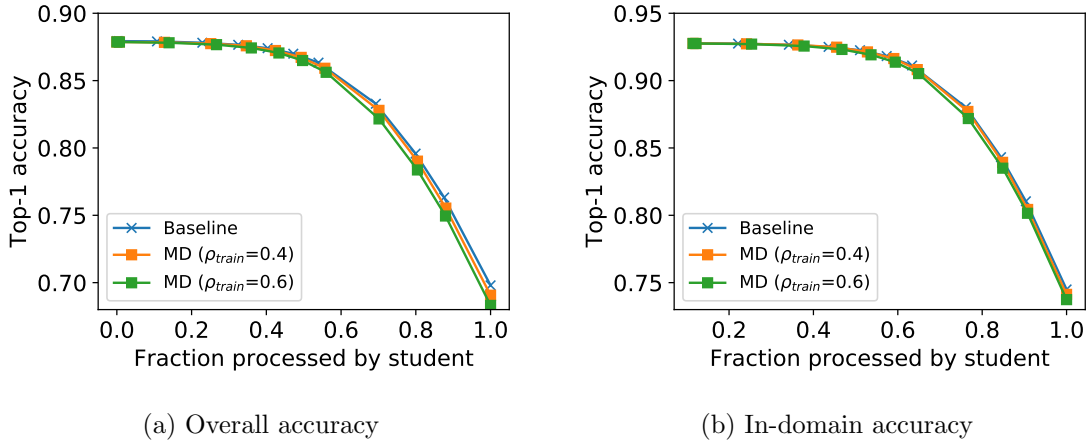 0.90
0.85
0.80
0.75
0.70
Top-1 accuracy
Baseline
MD (ρtrain=0.4)
MD (ρtrain=0.6)
0.0 0.2 0.4 0.6 0.8 1.0
Fraction processed by student
(a) Overall accuracy
0.95
0.90
0.85
0.80
0.75
Top-1 accuracy
Baseline
MD (ρtrain=0.4)
MD (ρtrain=0.6)
0.2 0.4 0.6 0.8 1.0
Fraction processed by student
(b) In-domain accuracy